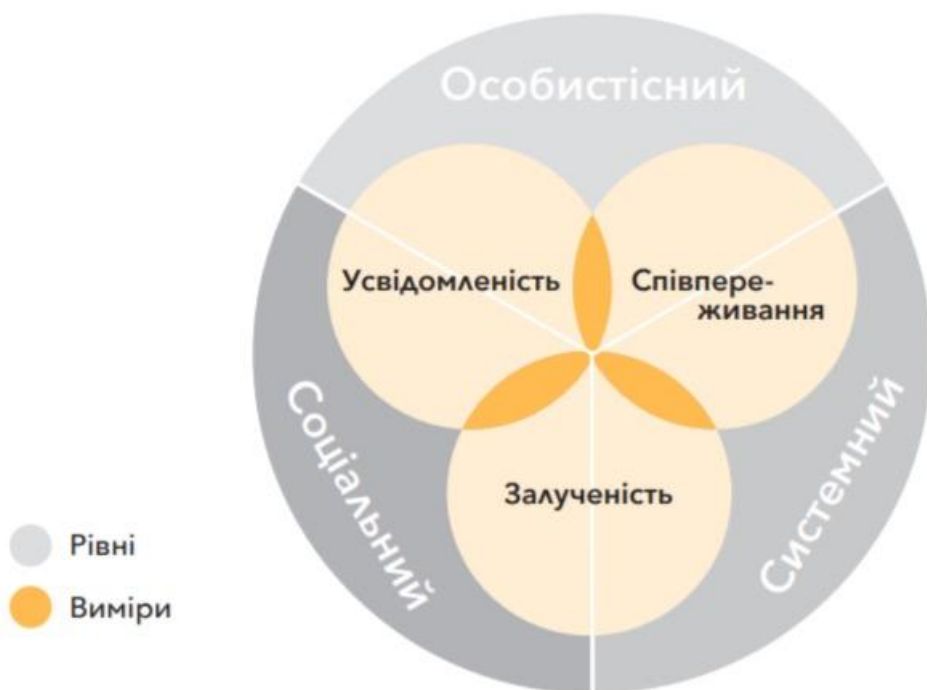 Особистісний
Усвідомленість
Співпере-
живання
Залученість
Соціальний
Системний
Рівні
Виміри